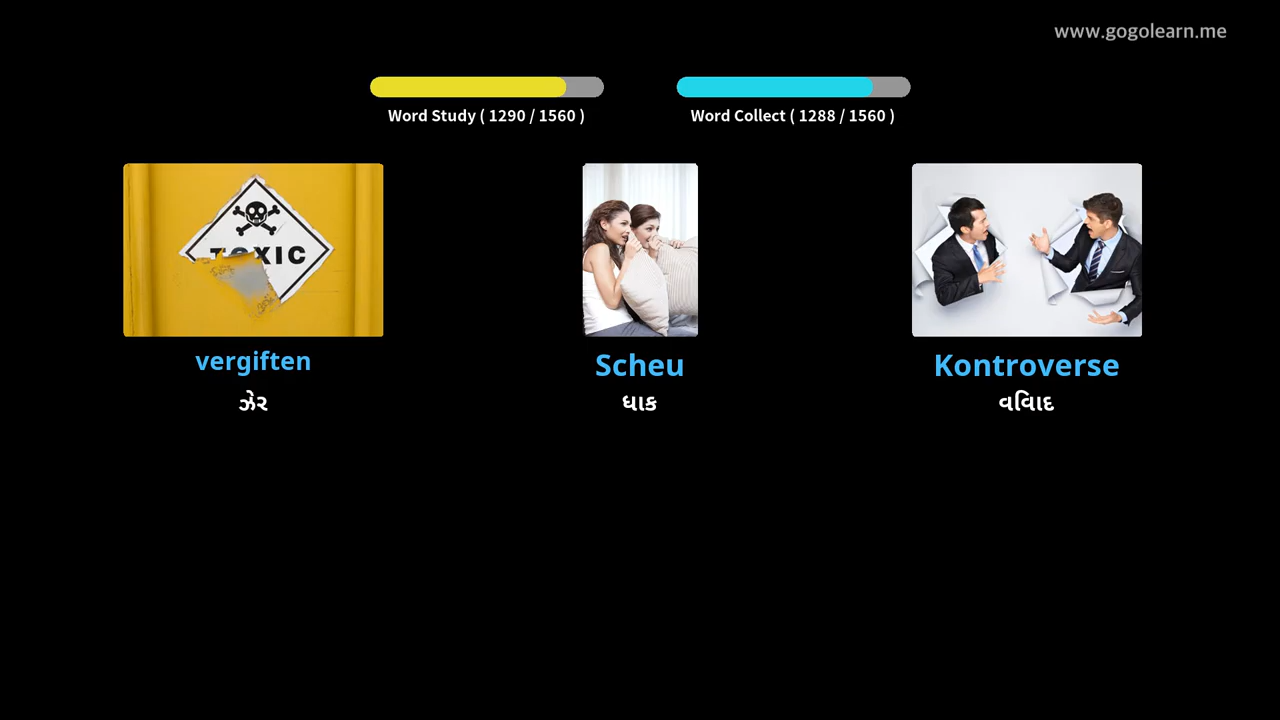 www.gogolearn.me
Word Study ( 1290 / 1560 )
Word Collect ( 1288 / 1560 )
TOXIC
vergiften
Scheu
Kontroverse
ઝેર
ધાક
વિવાદ